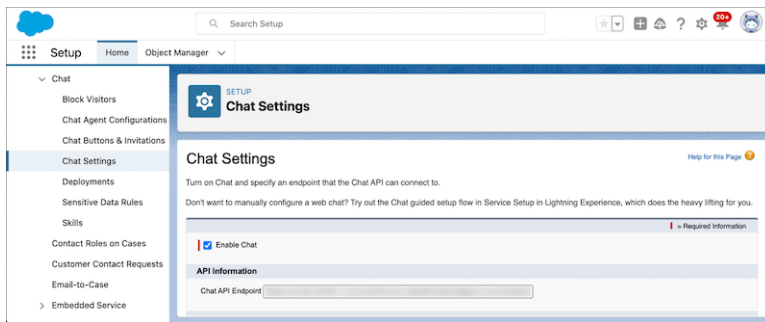 Search Setup
20+
Setup
Home
Object Manager
Chat
Block Visitors
Chat Agent Configurations
Chat Buttons & Invitations
Chat Settings
Deployments
Sensitive Data Rules
Skills
Contact Roles on Cases
Customer Contact Requests
Email-to-Case
Embedded Service
SETUP
Chat Settings
Chat Settings
Help for this Page
Turn on Chat and specify an endpoint that the Chat API can connect to.
Don't want to manually configure a web chat? Try out the Chat guided setup flow in Service Setup in Lightning Experience, which does the heavy lifting for you.
= Required Information
Enable Chat
API Information
Chat API Endpoint